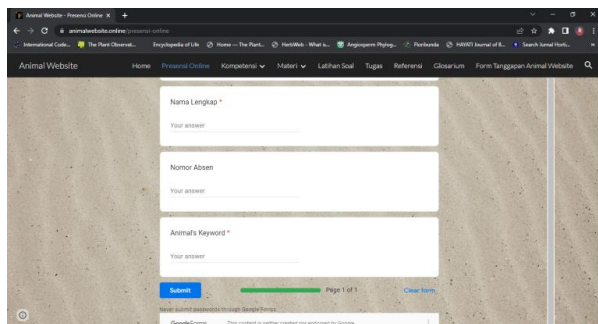 Animal Website - Presensi Online
animalwebsite.online/presensi-online
International Code... The Plant Observat... Encyclopedia of Life Home — The Plant... HerbWeb - What is... Angiosperm Phylog... Floribunda HAYATI Journal of B... Search Jurnal Horti...
Animal Website Home Presensi Online Kompetensi Materi Latihan Soal Tugas Referensi Glosarium Form Tanggapan Animal Website
Nama Lengkap *
Your answer
Nomor Absen
Your answer
Animal's Keyword *
Your answer
Submit Page 1 of 1 Clear form
Never submit passwords through Google Forms.
Google Forms This content is neither created nor endorsed by Google.